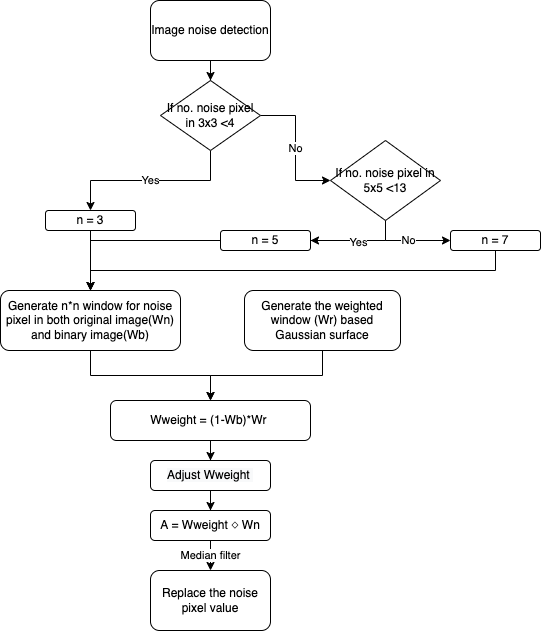 Image noise detection
If no. noise pixel
in 3x3 <4
No
If no. noise pixel in
5x5 <13
Yes
n = 3
n = 5
Yes
No
n = 7
Generate n*n window for noise
pixel in both original image(Wn)
and binary image(Wb)
Generate the weighted
window (Wr) based
Gaussian surface
Wweight = (1-Wb)*Wr
Adjust Wweight
A = Wweight ⋄ Wn
Median filter
Replace the noise
pixel value